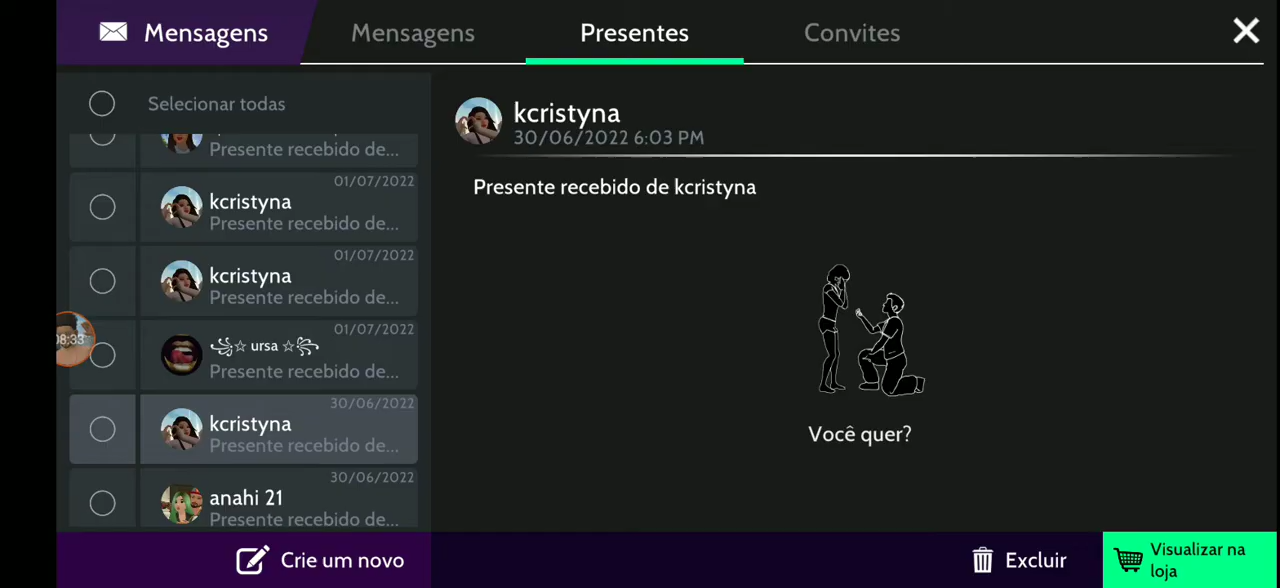 Mensagens
Mensagens
Presentes
Convites
Selecionar todas
Presente recebido de...
01/07/2022
kcristyna
Presente recebido de...
01/07/2022
kcristyna
Presente recebido de...
01/07/2022
꧁☆ ursa ☆꧂
Presente recebido de...
08:33
30/06/2022
kcristyna
Presente recebido de...
30/06/2022
anahi 21
Presente recebido de...
Crie um novo
kcristyna
30/06/2022 6:03 PM
Presente recebido de kcristyna
Você quer?
Excluir
Visualizar na
loja